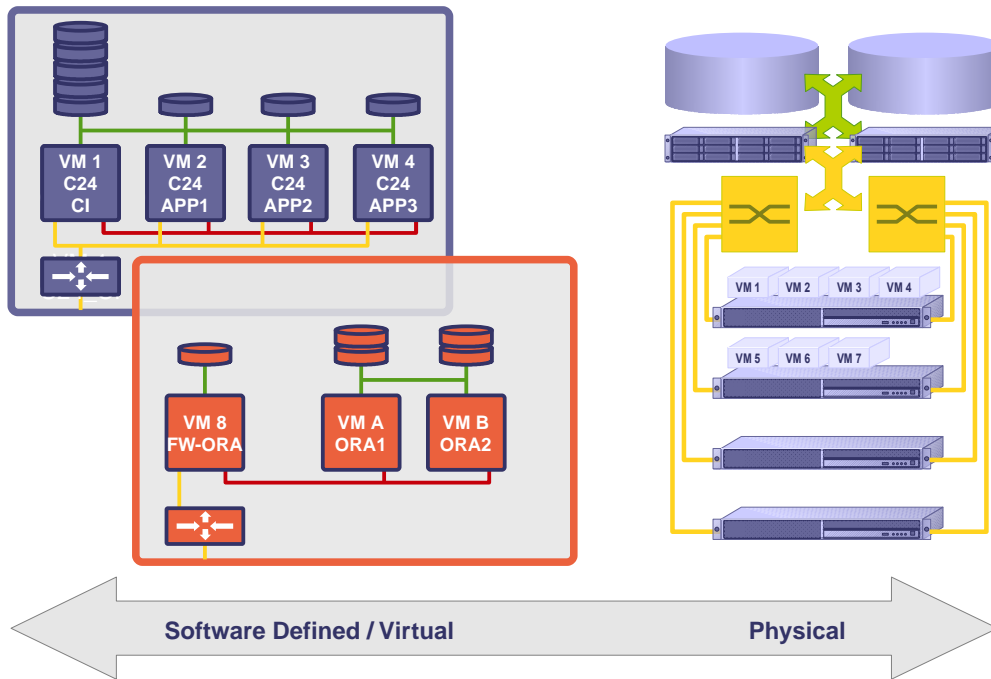 VM 1
C24
CI
VM 2
C24
APP1
VM 3
C24
APP2
VM 4
C24
APP3
VM 8
FW-ORA
VM A
ORA1
VM B
ORA2
VM 1
VM 2
VM 3
VM 4
VM 5
VM 6
VM 7
Software Defined / Virtual
Physical